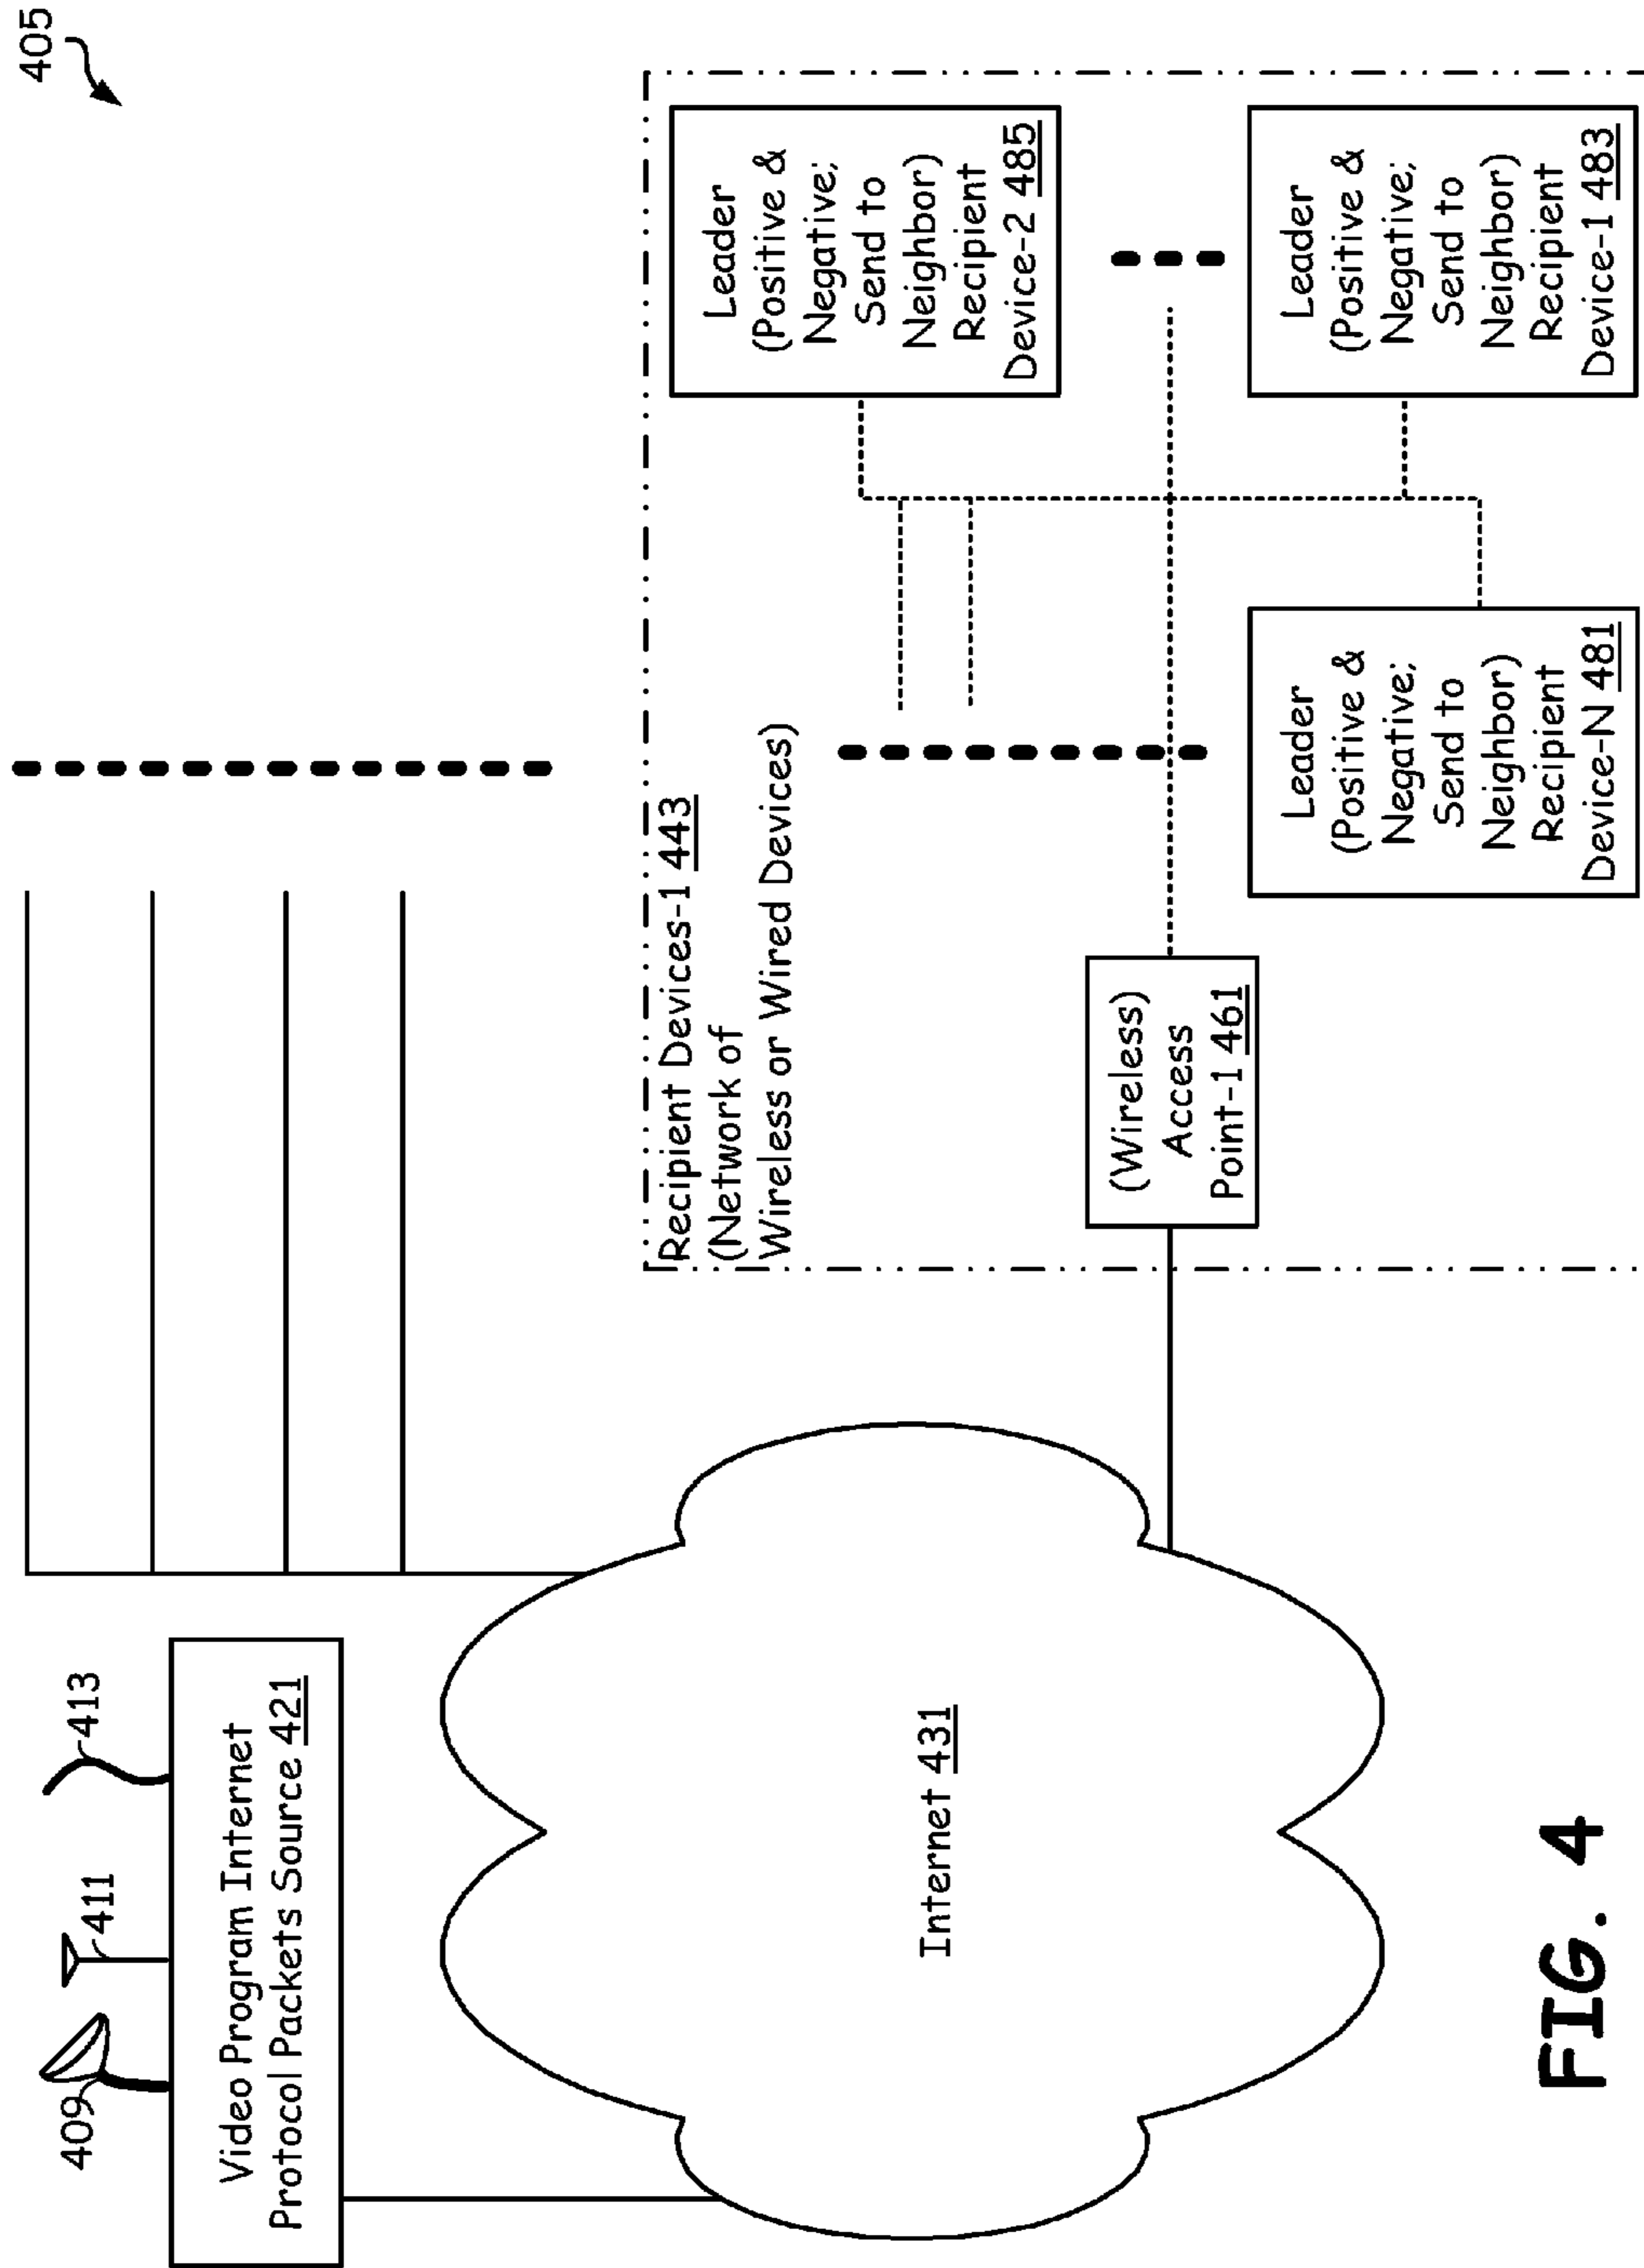 405
409
411
413
Video Program Internet
Protocol Packets Source 421
Internet 431
Recipient Devices-1 443
(Network of
Wireless or Wired Devices)
(Wireless)
Access
Point-1 461
Leader
(Positive &
Negative;
Send to
Neighbor)
Recipient
Device-2 485
Leader
(Positive &
Negative;
Send to
Neighbor)
Recipient
Device-N 481
Leader
(Positive &
Negative;
Send to
Neighbor)
Recipient
Device-1 483
FIG. 4